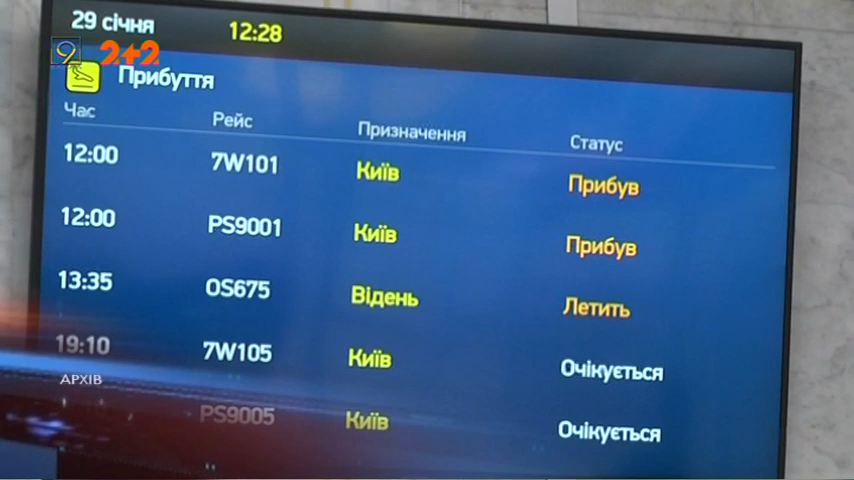 29 січня 12:28
9 2+2
Прибуття
Час Рейс Призначення Статус
12:00 7W101 Київ Прибув
12:00 PS9001 Київ Прибув
13:35 OS675 Відень Летить
19:10 7W105 Київ Очікується
АРХІВ
PS9005 Київ Очікується